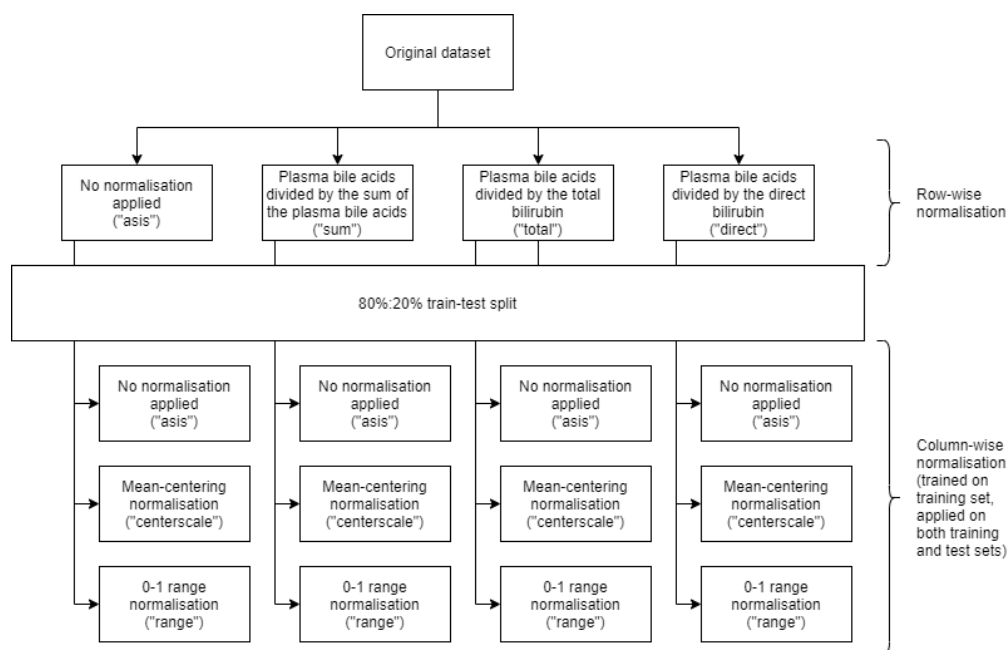 Original dataset
No normalisation
applied
("asis")
Plasma bile acids
divided by the sum of
the plasma bile acids
("sum")
Plasma bile acids
divided by the total
bilirubin
("total")
Plasma bile acids
divided by the direct
bilirubin
("direct")
Row-wise
normalisation
80%:20% train-test split
No normalisation
applied
("asis")
No normalisation
applied
("asis")
No normalisation
applied
("asis")
No normalisation
applied
("asis")
Mean-centering
normalisation
("centerscale")
Mean-centering
normalisation
("centerscale")
Mean-centering
normalisation
("centerscale")
Mean-centering
normalisation
("centerscale")
Column-wise
normalisation
(trained on
training set,
applied on
both training
and test sets)
0-1 range
normalisation
("range")
0-1 range
normalisation
("range")
0-1 range
normalisation
("range")
0-1 range
normalisation
("range")